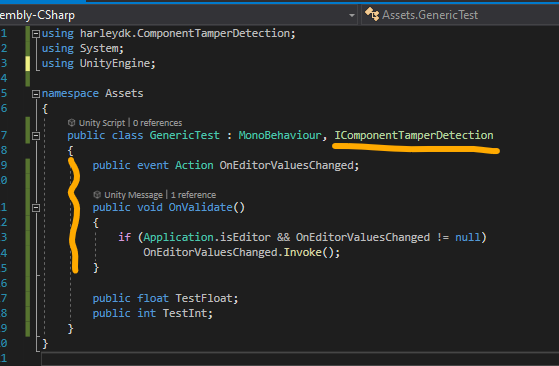 embly-CSharp
Assets.GenericTest
1 using harleydk.ComponentTamperDetection;
2 using System;
3 using UnityEngine;
4
5 namespace Assets
6 {
Unity Script | 0 references
7 public class GenericTest : MonoBehaviour, IComponentTamperDetection
8 {
9 public event Action OnEditorValuesChanged;
0
Unity Message | 1 reference
1 public void OnValidate()
2 {
3 if (Application.isEditor && OnEditorValuesChanged != null)
4 OnEditorValuesChanged.Invoke();
5 }
6
7 public float TestFloat;
8 public int TestInt;
9 }
0 }
1